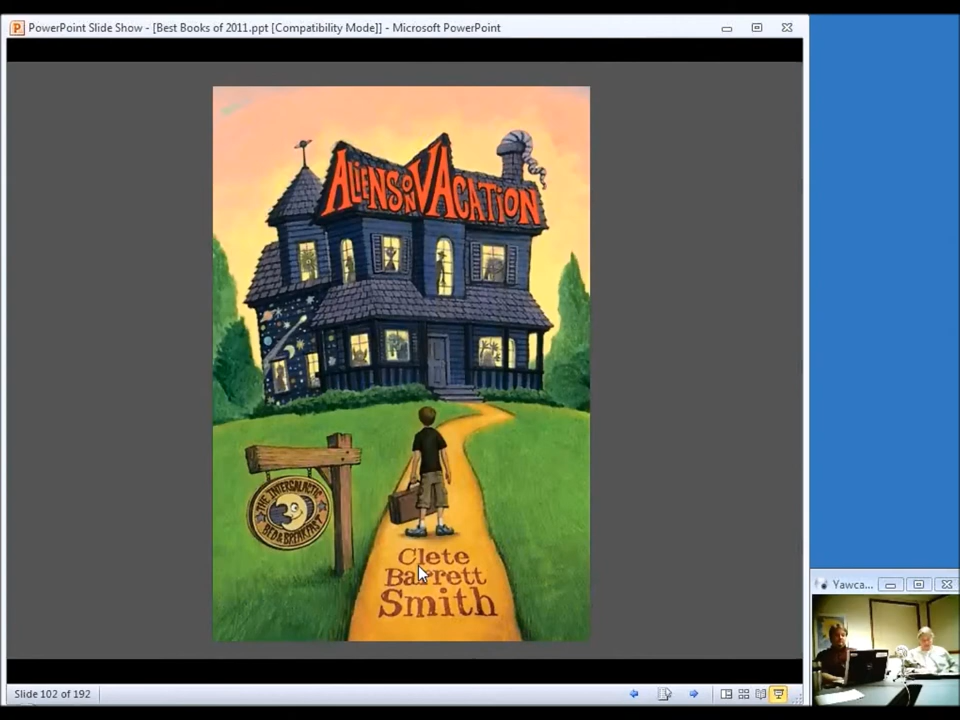 PowerPoint Slide Show - [Best Books of 2011.ppt [Compatibility Mode]] - Microsoft PowerPoint
ALIENS ON VACATION
THE INTERGALACTIC
BED & BREAKFAST
Clete
Barrett
Smith
Yawca...
Slide 102 of 192